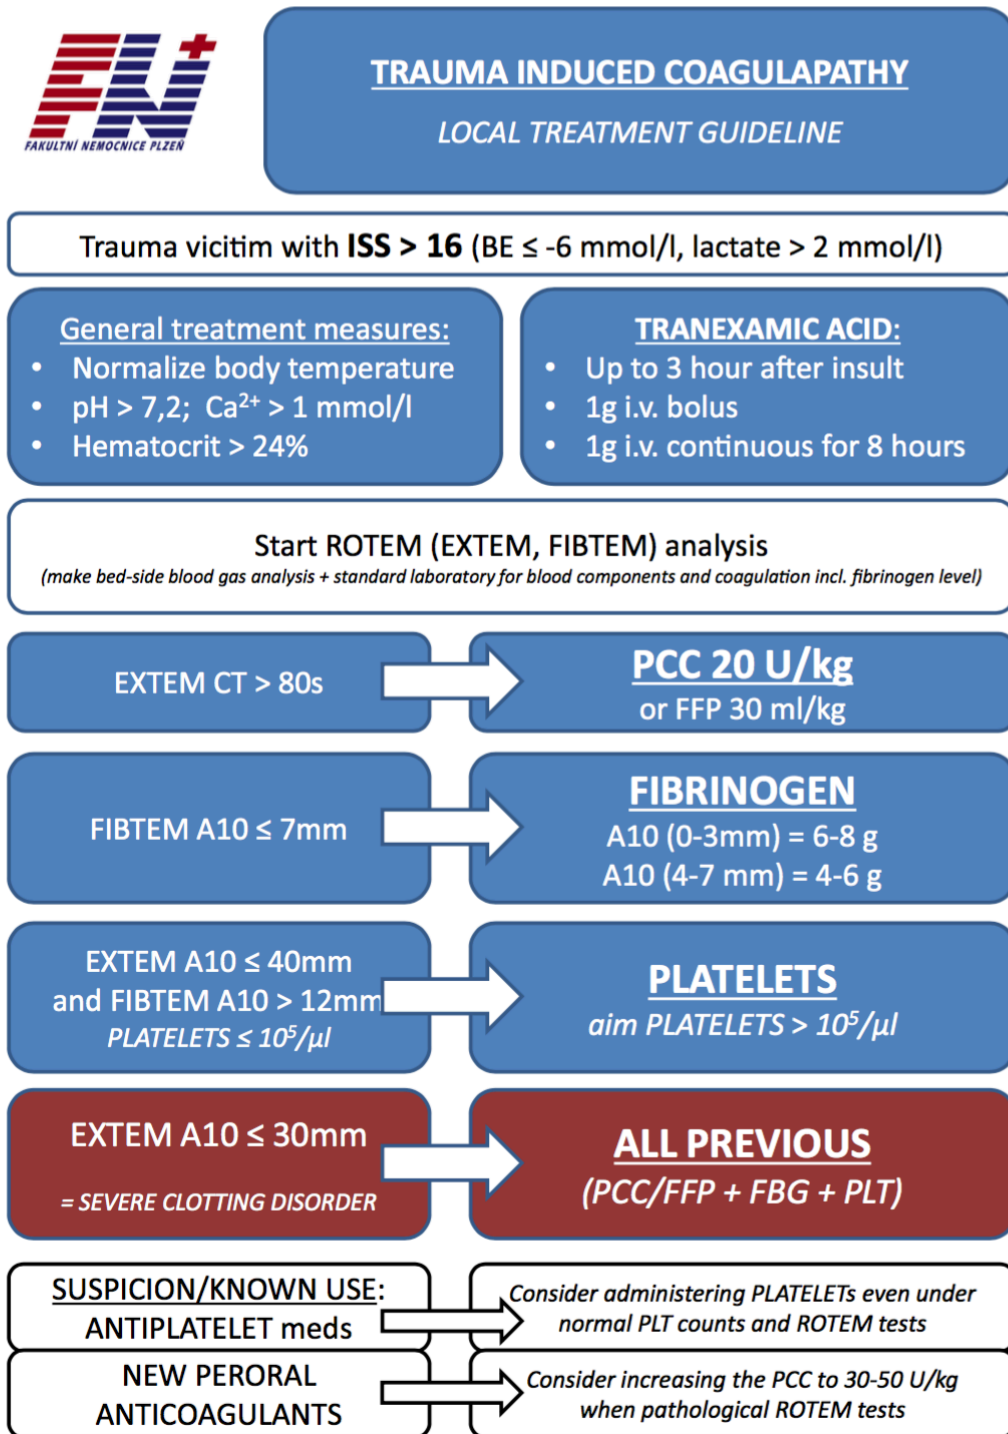 FAKULTNÍ NEMOCNICE PLZEŇ
TRAUMA INDUCED COAGULAPATHY
LOCAL TREATMENT GUIDELINE
Trauma vicitim with ISS > 16 (BE ≤ -6 mmol/l, lactate > 2 mmol/l)
General treatment measures:
• Normalize body temperature
• pH > 7,2; Ca²⁺ > 1 mmol/l
• Hematocrit > 24%
TRANEXAMIC ACID:
• Up to 3 hour after insult
• 1g i.v. bolus
• 1g i.v. continuous for 8 hours
Start ROTEM (EXTEM, FIBTEM) analysis
(make bed-side blood gas analysis + standard laboratory for blood components and coagulation incl. fibrinogen level)
EXTEM CT > 80s
PCC 20 U/kg
or FFP 30 ml/kg
FIBTEM A10 ≤ 7mm
FIBRINOGEN
A10 (0-3mm) = 6-8 g
A10 (4-7 mm) = 4-6 g
EXTEM A10 ≤ 40mm
and FIBTEM A10 > 12mm
PLATELETS ≤ 10⁵/µl
PLATELETS
aim PLATELETS > 10⁵/µl
EXTEM A10 ≤ 30mm
= SEVERE CLOTTING DISORDER
ALL PREVIOUS
(PCC/FFP + FBG + PLT)
SUSPICION/KNOWN USE:
ANTIPLATELET meds
Consider administering PLATELETs even under
normal PLT counts and ROTEM tests
NEW PERORAL
ANTICOAGULANTS
Consider increasing the PCC to 30-50 U/kg
when pathological ROTEM tests